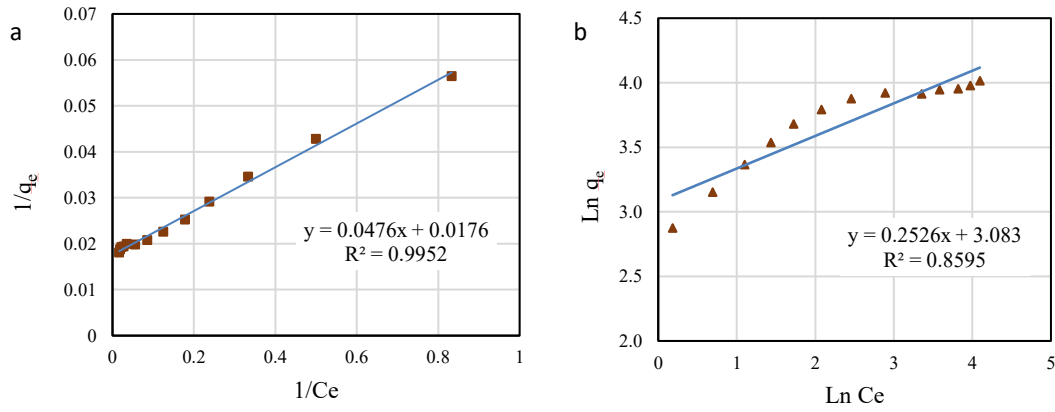 a
0.07
0.06
0.05
0.04
0.03
0.02
0.01
0
0
0.2
0.4
0.6
0.8
1
1/qe
1/Ce
y = 0.0476x + 0.0176
R² = 0.9952
b
4.5
4.0
3.5
3.0
2.5
2.0
0
1
2
3
4
5
Ln qe
Ln Ce
y = 0.2526x + 3.083
R² = 0.8595